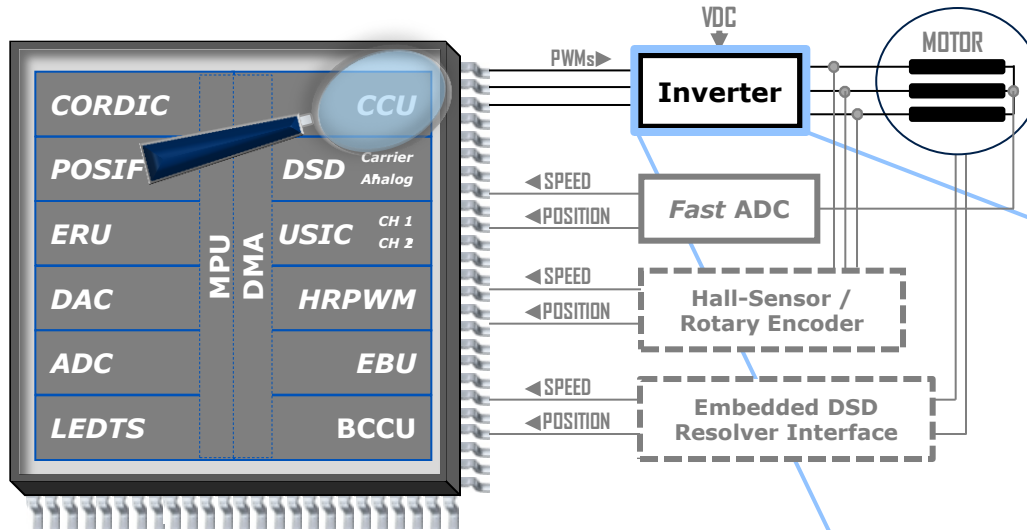 CORDIC
CCU
POSIF
DSD
Carrier
Analog
ERU
USIC
CH 1
CH 2
MPU
DMA
DAC
HRPWM
ADC
EBU
LEDTS
BCCU
PWMs
VDC
Inverter
MOTOR
SPEED
POSITION
Fast ADC
SPEED
POSITION
Hall-Sensor /
Rotary Encoder
SPEED
POSITION
Embedded DSD
Resolver Interface